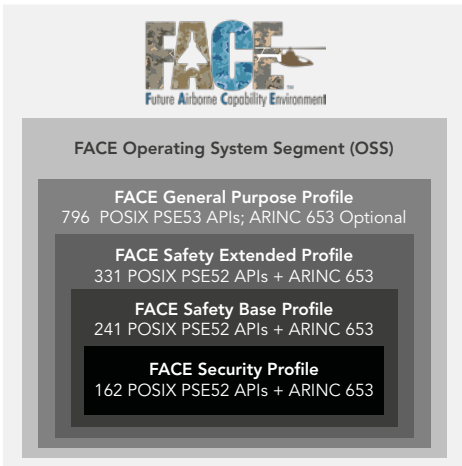 FACE™
Future Airborne Capability Environment
FACE Operating System Segment (OSS)
FACE General Purpose Profile
796 POSIX PSE53 APIs; ARINC 653 Optional
FACE Safety Extended Profile
331 POSIX PSE52 APIs + ARINC 653
FACE Safety Base Profile
241 POSIX PSE52 APIs + ARINC 653
FACE Security Profile
162 POSIX PSE52 APIs + ARINC 653